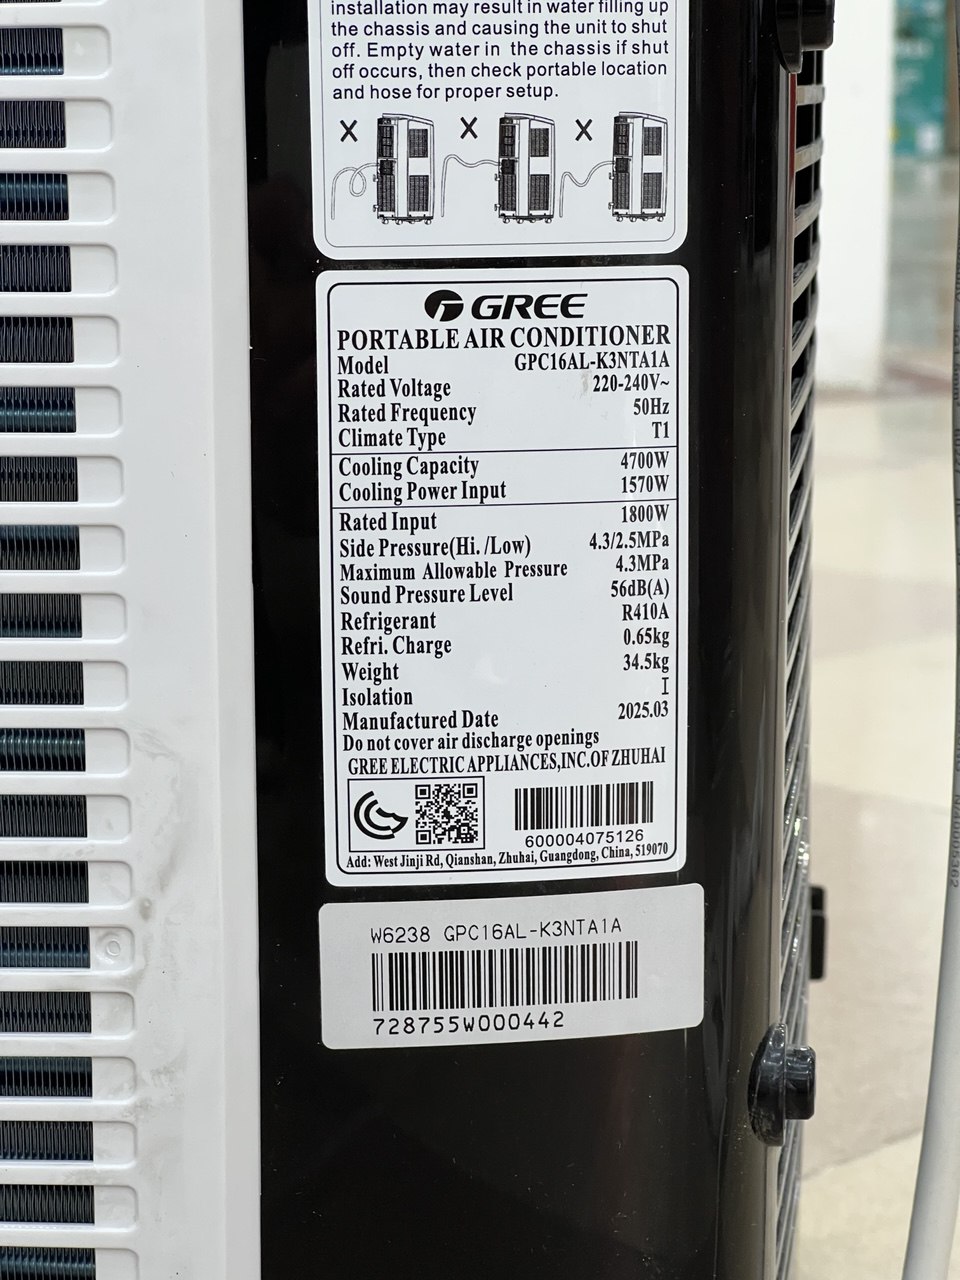 installation may result in water filling up
the chassis and causing the unit to shut
off. Empty water in the chassis if shut
off occurs, then check portable location
and hose for proper setup.
X X X
GREE
PORTABLE AIR CONDITIONER
Model GPC16AL-K3NTA1A
Rated Voltage 220-240V~
Rated Frequency 50Hz
Climate Type T1
Cooling Capacity 4700W
Cooling Power Input 1570W
Rated Input 1800W
Side Pressure(Hi. /Low) 4.3/2.5MPa
Maximum Allowable Pressure 4.3MPa
Sound Pressure Level 56dB(A)
Refrigerant R410A
Refri. Charge 0.65kg
Weight 34.5kg
Isolation I
Manufactured Date 2025.03
Do not cover air discharge openings
GREE ELECTRIC APPLIANCES,INC.OF ZHUHAI
600004075126
Add: West Jinji Rd, Qianshan, Zhuhai, Guangdong, China, 519070
W6238 GPC16AL-K3NTA1A
728755W000442